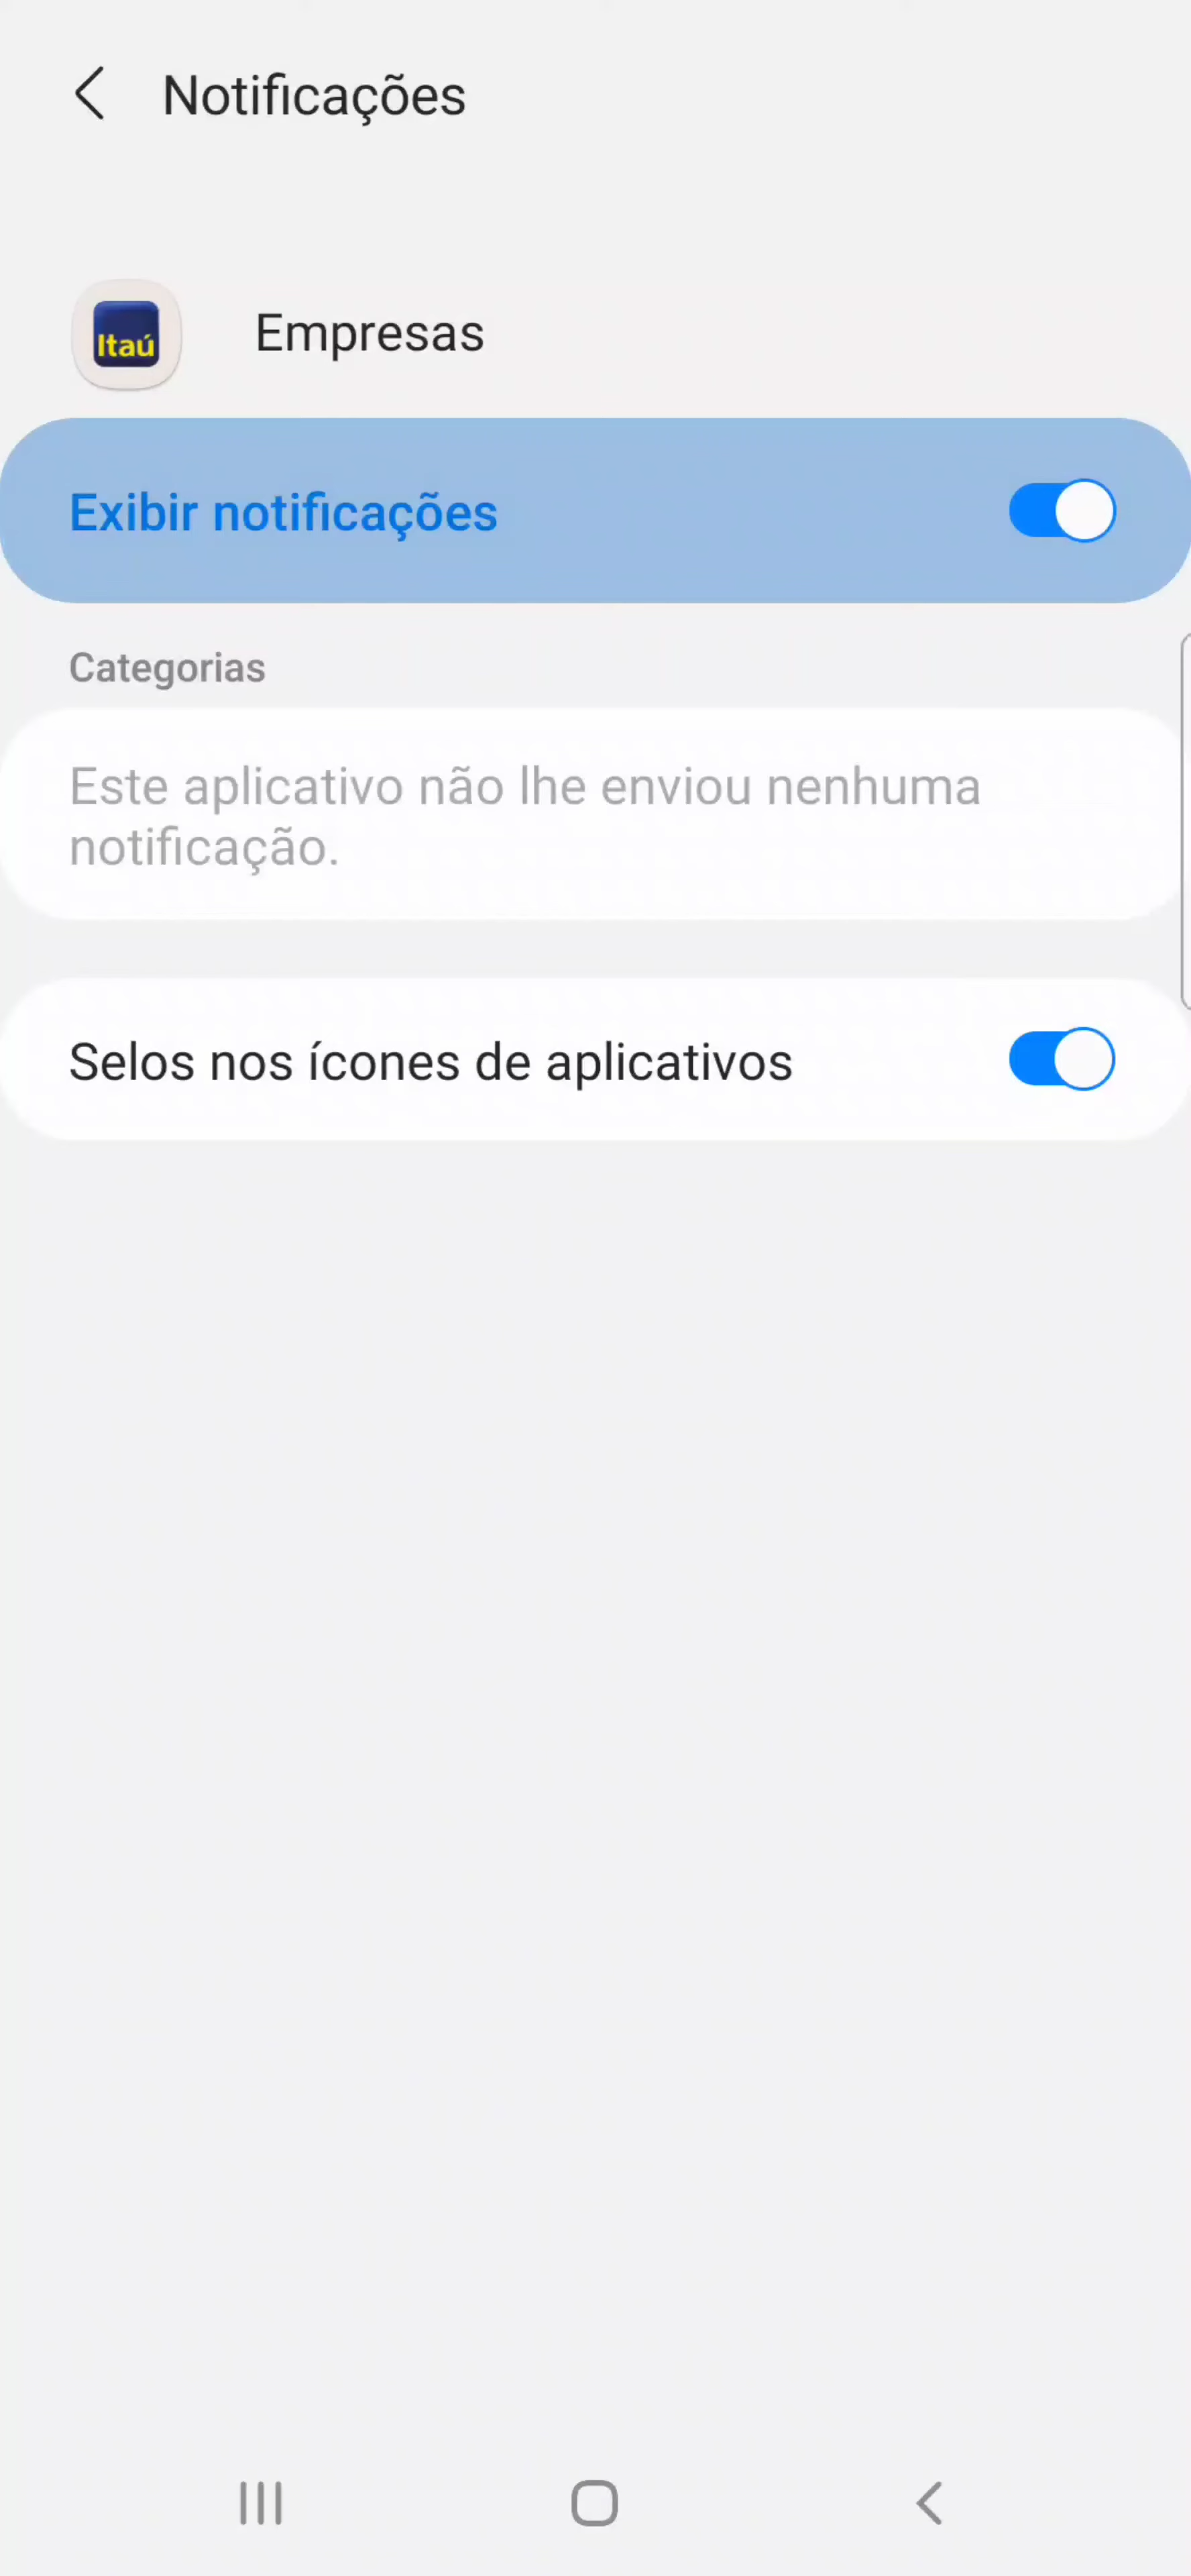 Notificações
Itaú
Empresas
Exibir notificações
Categorias
Este aplicativo não lhe enviou nenhuma
notificação.
Selos nos ícones de aplicativos